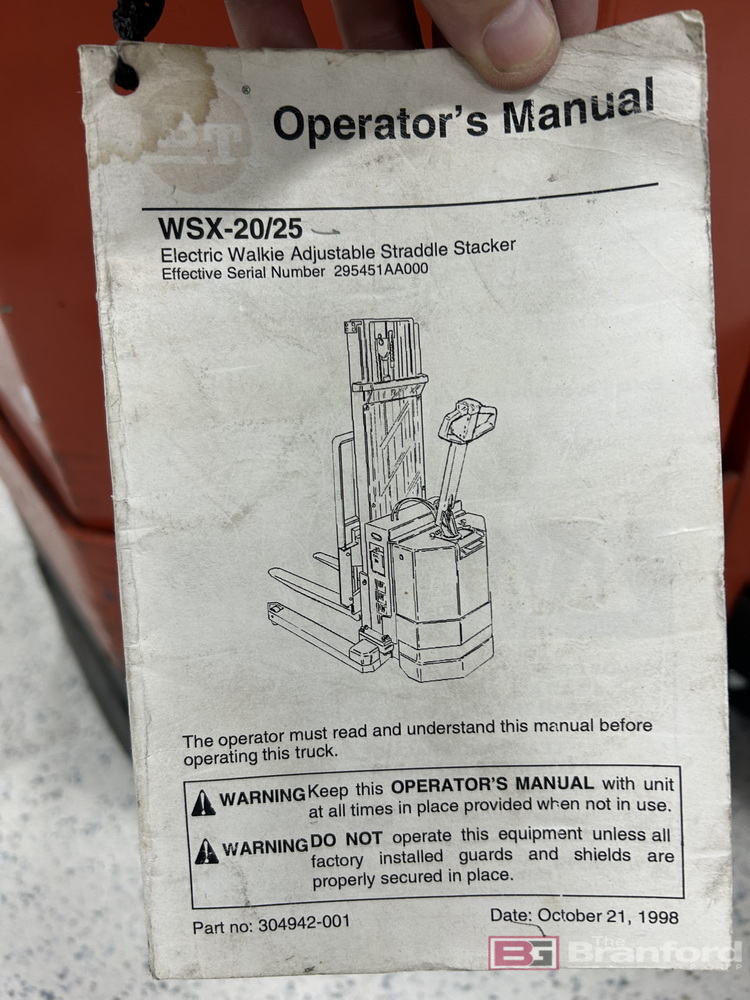 ®
Operator's Manual
WSX-20/25
Electric Walkie Adjustable Straddle Stacker
Effective Serial Number 295451AA000
The operator must read and understand this manual before
operating this truck.
WARNING Keep this OPERATOR'S MANUAL with unit
at all times in place provided when not in use.
WARNING DO NOT operate this equipment unless all
factory installed guards and shields are
properly secured in place.
Part no: 304942-001
Date: October 21, 1998
BG The
Branford